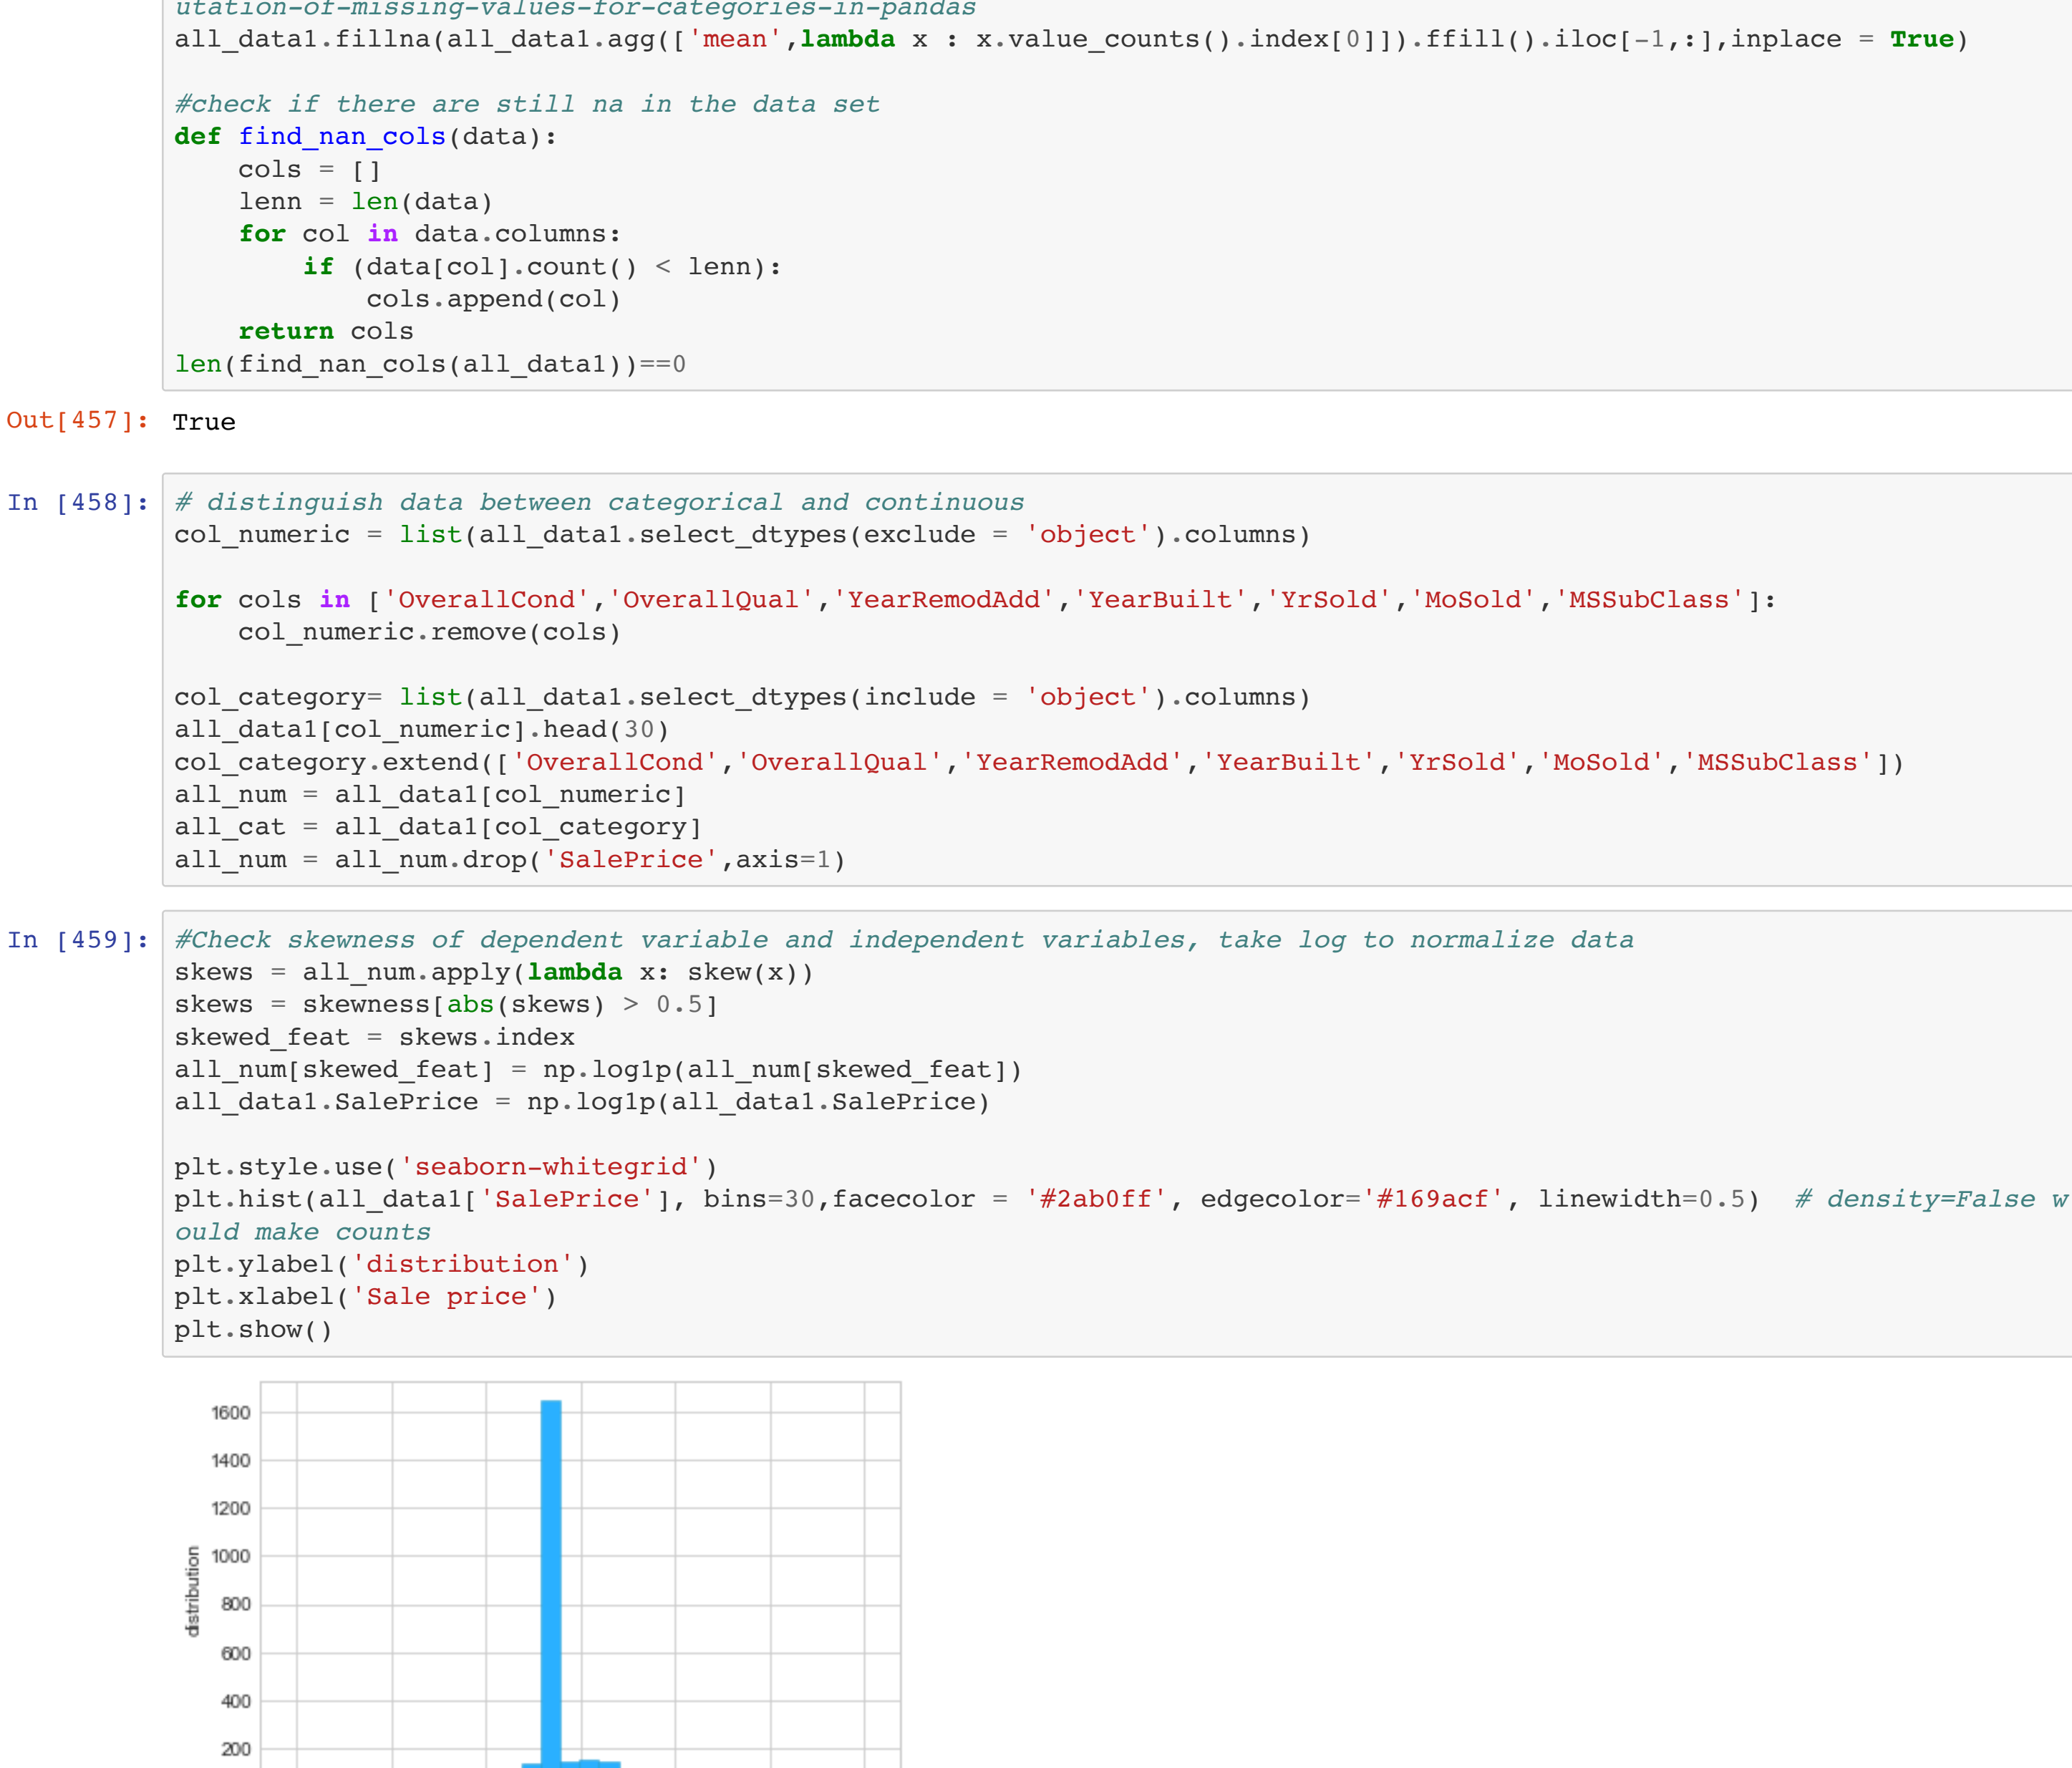 utation-of-missing-values-for-categories-in-pandas
all_data1.fillna(all_data1.agg(['mean',lambda x : x.value_counts().index[0]]).ffill().iloc[-1,:],inplace = True)
#check if there are still na in the data set
def find_nan_cols(data):
    cols = []
    lenn = len(data)
    for col in data.columns:
        if (data[col].count() < lenn):
            cols.append(col)
    return cols
len(find_nan_cols(all_data1))==0
Out[457]: True
In [458]: # distinguish data between categorical and continuous
col_numeric = list(all_data1.select_dtypes(exclude = 'object').columns)
for cols in ['OverallCond','OverallQual','YearRemodAdd','YearBuilt','YrSold','MoSold','MSSubClass']:
    col_numeric.remove(cols)
col_category= list(all_data1.select_dtypes(include = 'object').columns)
all_data1[col_numeric].head(30)
col_category.extend(['OverallCond','OverallQual','YearRemodAdd','YearBuilt','YrSold','MoSold','MSSubClass'])
all_num = all_data1[col_numeric]
all_cat = all_data1[col_category]
all_num = all_num.drop('SalePrice',axis=1)
In [459]: #Check skewness of dependent variable and independent variables, take log to normalize data
skews = all_num.apply(lambda x: skew(x))
skews = skewness[abs(skews) > 0.5]
skewed_feat = skews.index
all_num[skewed_feat] = np.log1p(all_num[skewed_feat])
all_data1.SalePrice = np.log1p(all_data1.SalePrice)
plt.style.use('seaborn-whitegrid')
plt.hist(all_data1['SalePrice'], bins=30,facecolor = '#2ab0ff', edgecolor='#169acf', linewidth=0.5)  # density=False w
ould make counts
plt.ylabel('distribution')
plt.xlabel('Sale price')
plt.show()
1600
1400
1200
1000
800
600
400
200
distribution